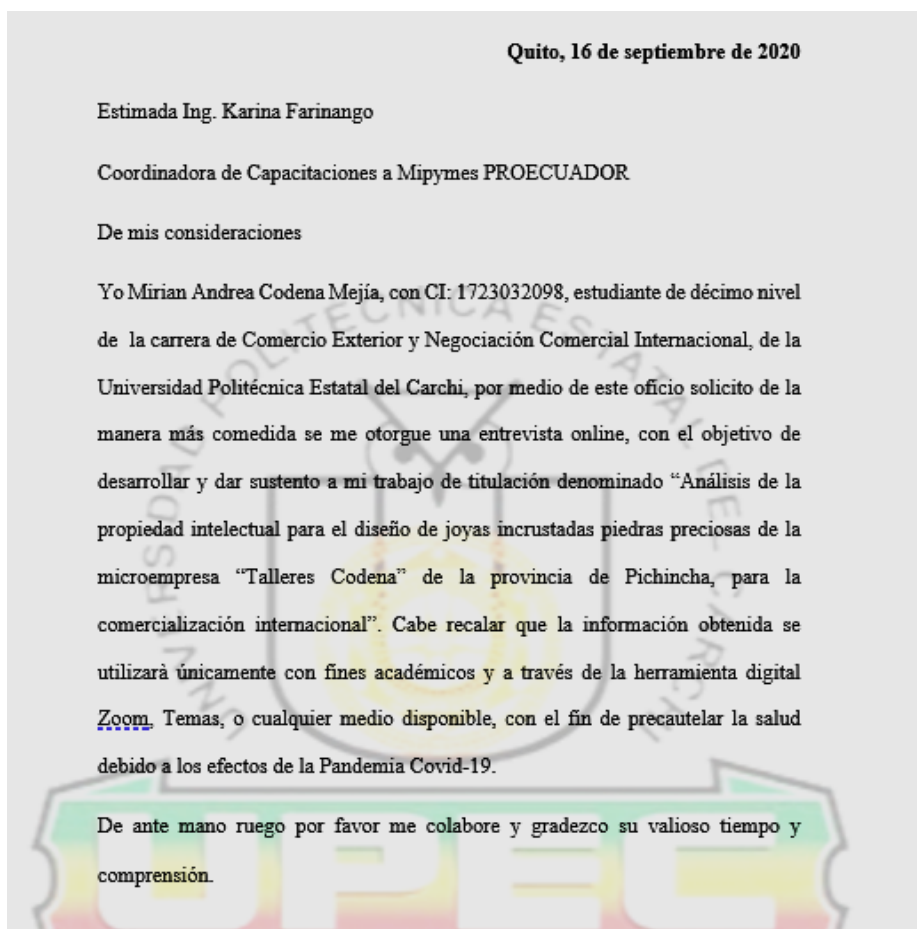 Quito, 16 de septiembre de 2020
Estimada Ing. Karina Farinango
Coordinadora de Capacitaciones a Mipymes PROECUADOR
De mis consideraciones
Yo Mirian Andrea Codena Mejía, con CI: 1723032098, estudiante de décimo nivel
de la carrera de Comercio Exterior y Negociación Comercial Internacional, de la
Universidad Politécnica Estatal del Carchi, por medio de este oficio solicito de la
manera más comedida se me otorgue una entrevista online, con el objetivo de
desarrollar y dar sustento a mi trabajo de titulación denominado “Análisis de la
propiedad intelectual para el diseño de joyas incrustadas piedras preciosas de la
microempresa “Talleres Codena” de la provincia de Pichincha, para la
comercialización internacional”. Cabe recalar que la información obtenida se
utilizarà únicamente con fines académicos y a través de la herramienta digital
Zoom, Temas, o cualquier medio disponible, con el fin de precautelar la salud
debido a los efectos de la Pandemia Covid-19.
De ante mano ruego por favor me colabore y gradezco su valioso tiempo y
comprensión.
UNIVERSIDAD POLITECNICA ESTATAL DEL CARCHI
UPEC